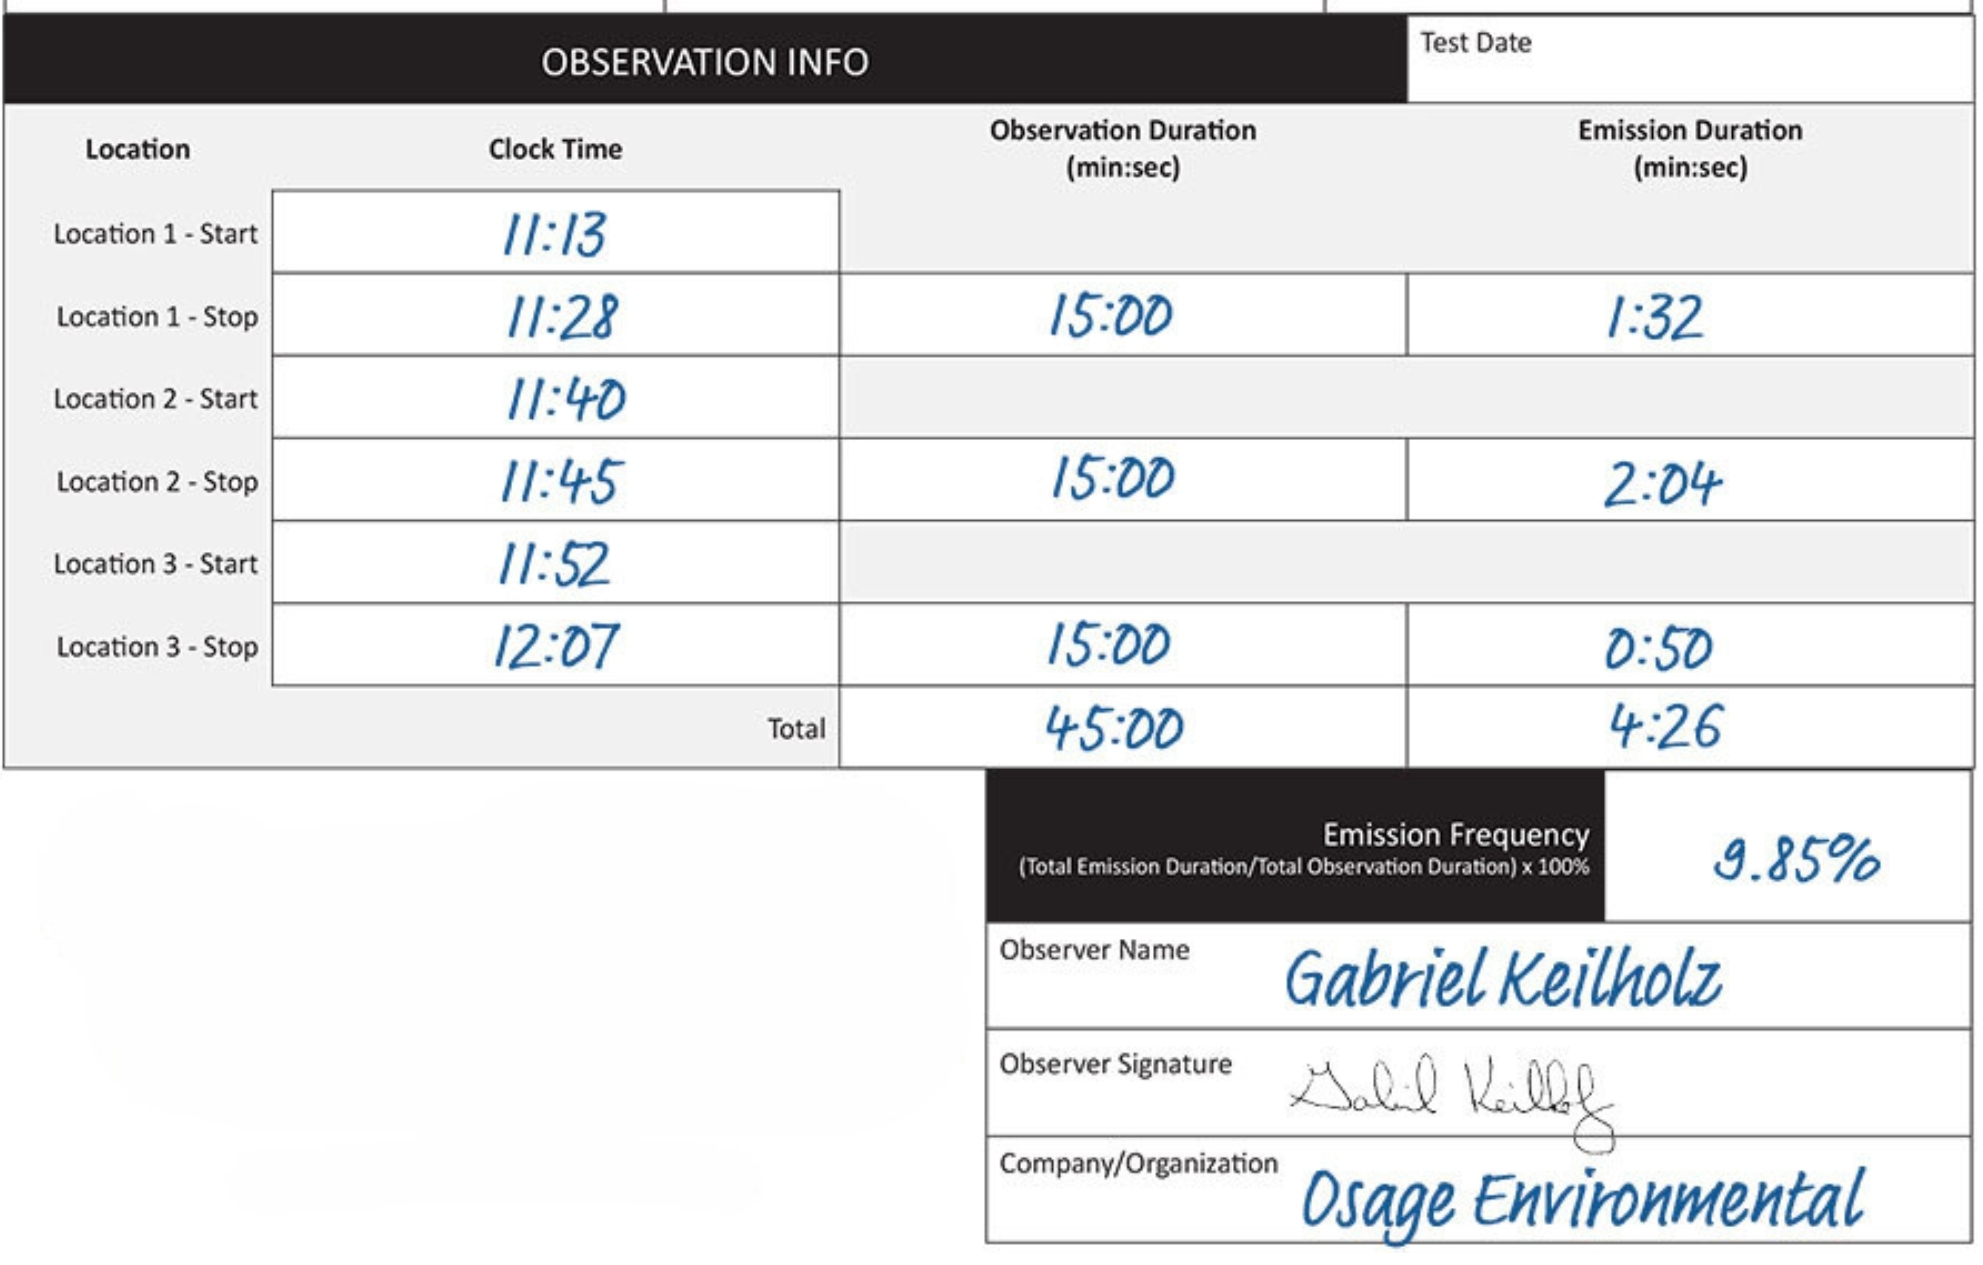 OBSERVATION INFO Test Date
Location Clock Time Observation Duration (min:sec) Emission Duration (min:sec)
Location 1 - Start 11:13
Location 1 - Stop 11:28 15:00 1:32
Location 2 - Start 11:40
Location 2 - Stop 11:45 15:00 2:04
Location 3 - Start 11:52
Location 3 - Stop 12:07 15:00 0:50
Total 45:00 4:26
Emission Frequency
(Total Emission Duration/Total Observation Duration) x 100% 9.85%
Observer Name Gabriel Keilholz
Observer Signature Gabriel Keilholz
Company/Organization Osage Environmental